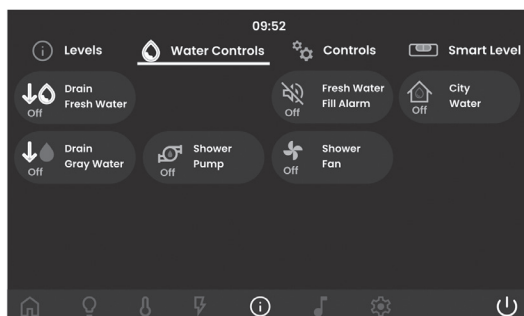 09:52
Levels
Water Controls
Controls
Smart Level
Drain
Fresh Water
Off
Fresh Water
Fill Alarm
Off
City
Water
Off
Drain
Gray Water
Off
Shower
Pump
Off
Shower
Fan
Off